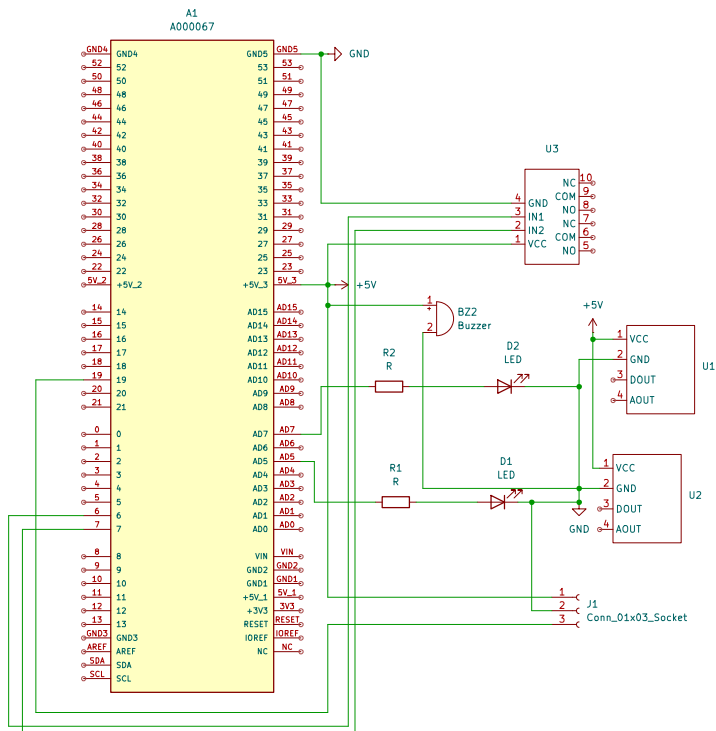 A1
A000067
GND4 GND4 GND5 GND5 GND
52 52 53 53
50 50 51 51
48 48 49 49
46 46 47 47
44 44 45 45
42 42 43 43
40 40 41 41
38 38 39 39
36 36 37 37
34 34 35 35
32 32 33 33
30 30 31 31
28 28 29 29
26 26 27 27
24 24 25 25
22 22 23 23
5V_2 +5V_2 +5V_3 5V_3 +5V
14 14 AD15 AD15
15 15 AD14 AD14
16 16 AD13 AD13
17 17 AD12 AD12
18 18 AD11 AD11
19 19 AD10 AD10
20 20 AD9 AD9
21 21 AD8 AD8
0 0 AD7 AD7
1 1 AD6 AD6
2 2 AD5 AD5
3 3 AD4 AD4
4 4 AD3 AD3
5 5 AD2 AD2
6 6 AD1 AD1
7 7 AD0 AD0
8 8 VIN VIN
9 9 GND2 GND2
10 10 GND1 GND1
11 11 +5V_1 5V_1
12 12 +3V3 3V3
13 13 RESET RESET
GND3 GND3 IOREF IOREF
AREF AREF NC NC
SDA SDA
SCL SCL
U3
4 GND
3 IN1
2 IN2
1 VCC
NC 10
COM 9
NO 8
NC 7
COM 6
NO 5
1
+
2
BZ2
Buzzer
R2
R
D2
LED
R1
R
D1
LED
+5V
1 VCC
2 GND
3 DOUT
4 AOUT
U1
1 VCC
2 GND
3 DOUT
4 AOUT
U2
GND
1
2
3
J1
Conn_01x03_Socket